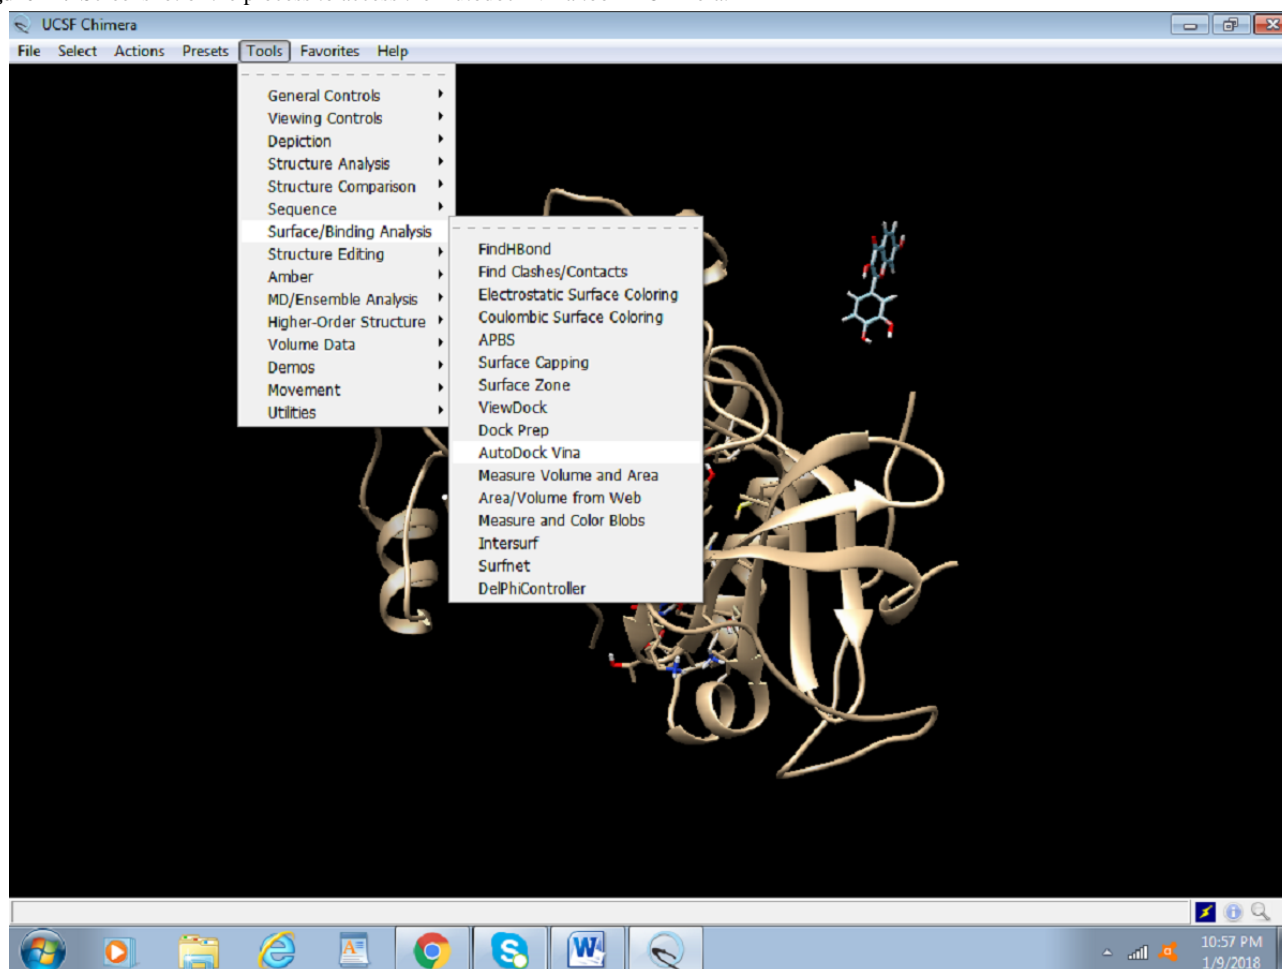 UCSF Chimera
File Select Actions Presets Tools Favorites Help
General Controls
Viewing Controls
Depiction
Structure Analysis
Structure Comparison
Sequence
Surface/Binding Analysis
Structure Editing
Amber
MD/Ensemble Analysis
Higher-Order Structure
Volume Data
Demos
Movement
Utilities
FindHBond
Find Clashes/Contacts
Electrostatic Surface Coloring
Coulombic Surface Coloring
APBS
Surface Capping
Surface Zone
ViewDock
Dock Prep
AutoDock Vina
Measure Volume and Area
Area/Volume from Web
Measure and Color Blobs
Intersurf
Surfnet
DelPhiController
10:57 PM
1/9/2018